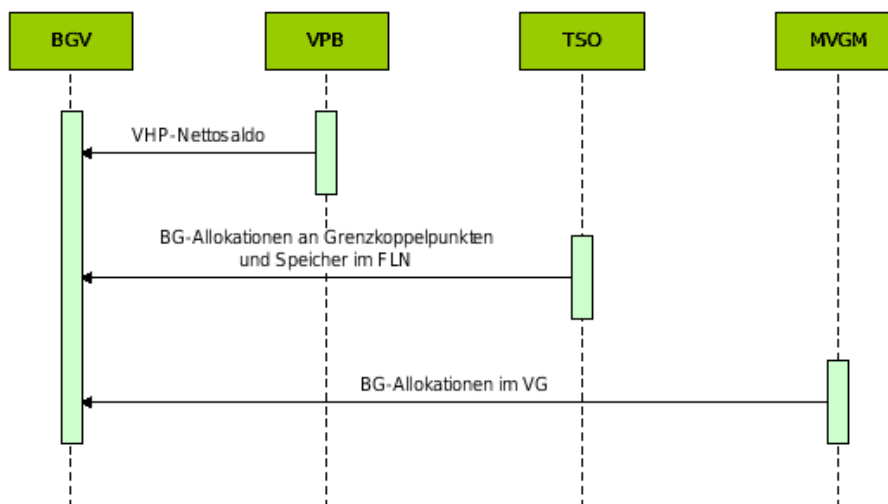 BGV
VPB
TSO
MVGM
VHP-Nettosaldo
BG-Allokationen an Grenzkoppelpunkten
und Speicher im FLN
BG-Allokationen im VG